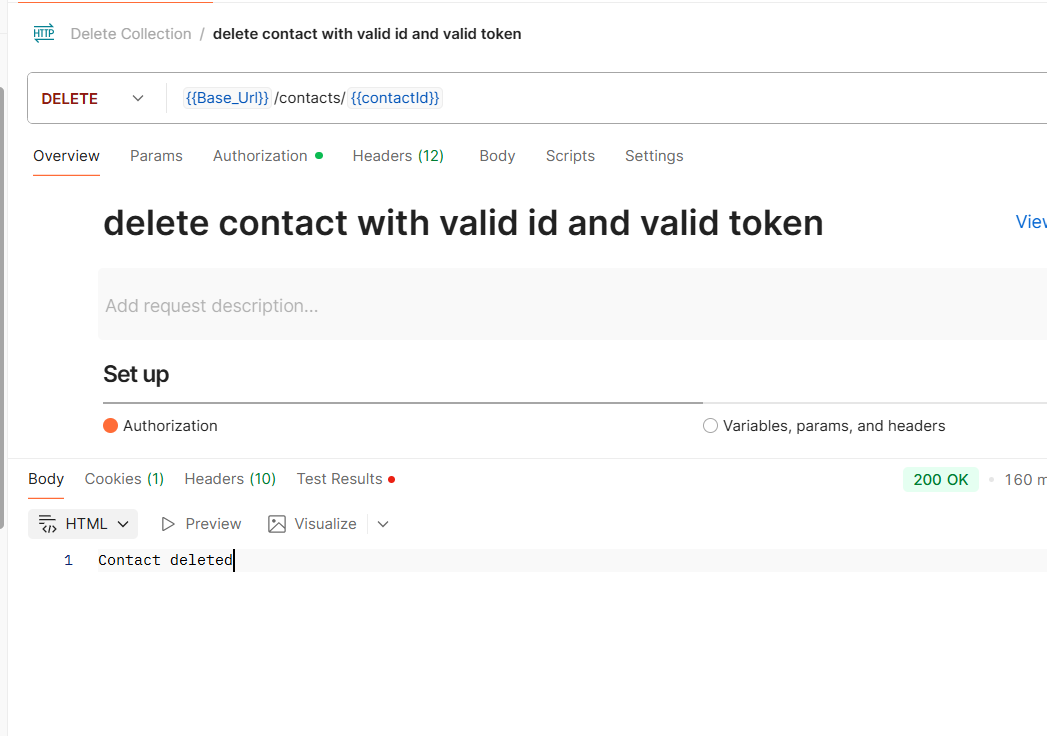 HTTP Delete Collection / delete contact with valid id and valid token
DELETE {{Base_Url}} /contacts/ {{contactId}}
Overview Params Authorization Headers (12) Body Scripts Settings
delete contact with valid id and valid token
Add request description...
Set up
Authorization Variables, params, and headers
Body Cookies (1) Headers (10) Test Results 200 OK 160
HTML Preview Visualize
1 Contact deleted